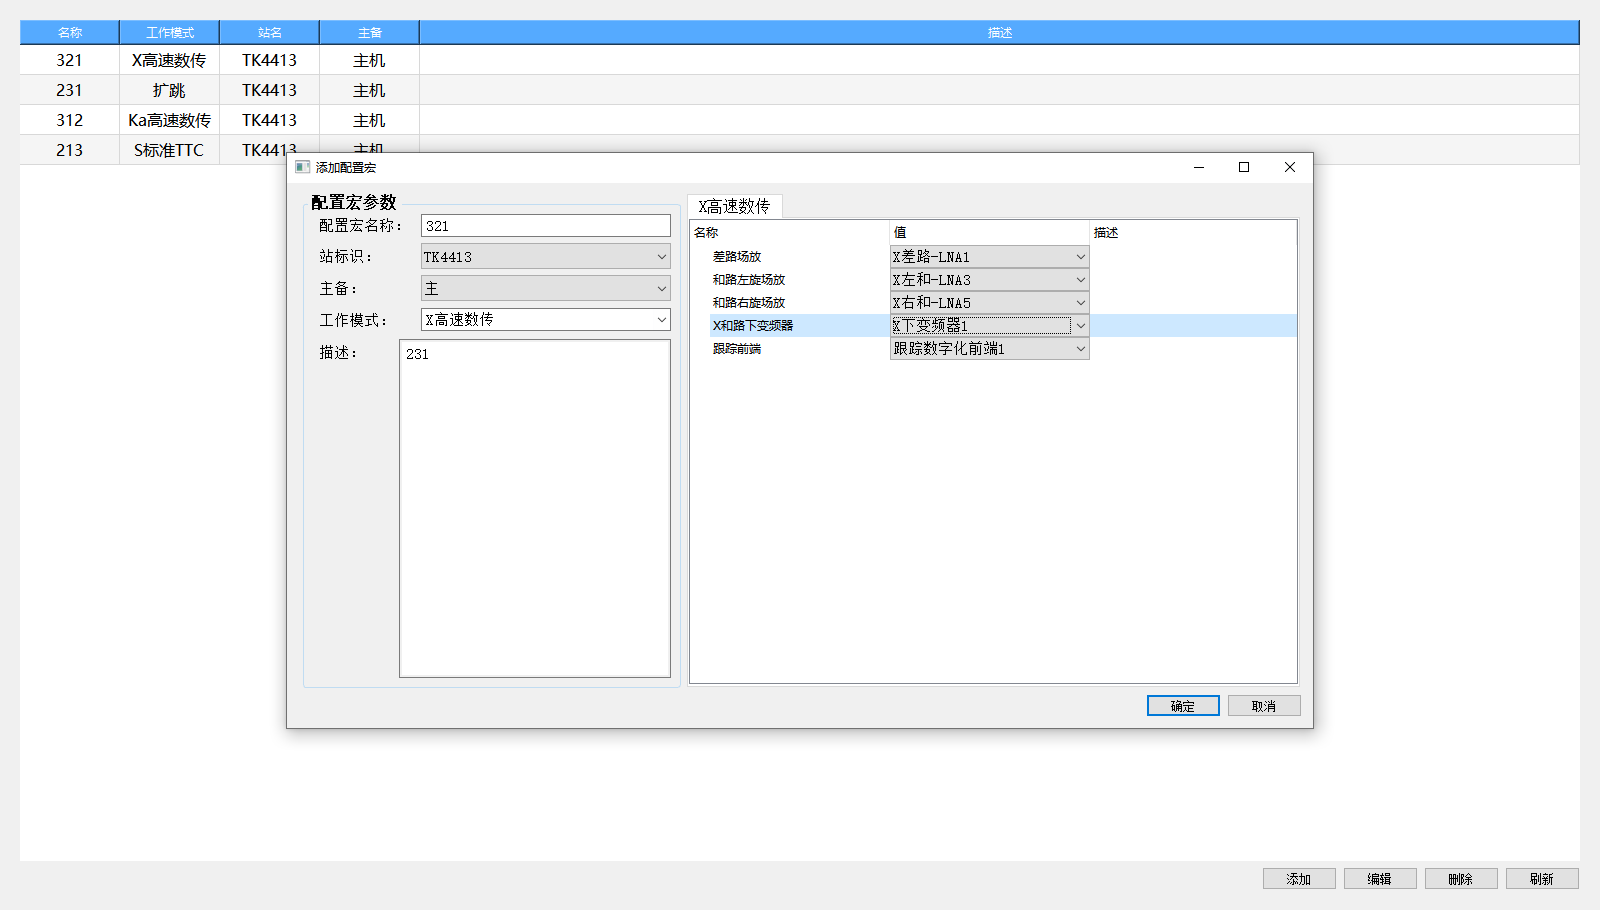 名称 工作模式 站名 主备 描述
321 X高速数传 TK4413 主机
231 扩跳 TK4413 主机
312 Ka高速数传 TK4413 主机
213 S标准TTC TK4413 主机
添加配置宏
配置宏参数
配置宏名称： 321
站标识： TK4413
主备： 主
工作模式： X高速数传
描述： 231
X高速数传
名称 值 描述
差路场放 X差路-LNA1
和路左旋场放 X左和-LNA3
和路右旋场放 X右和-LNA5
X和路下变频器 X下变频器1
跟踪前端 跟踪数字化前端1
确定 取消
添加 编辑 删除 刷新